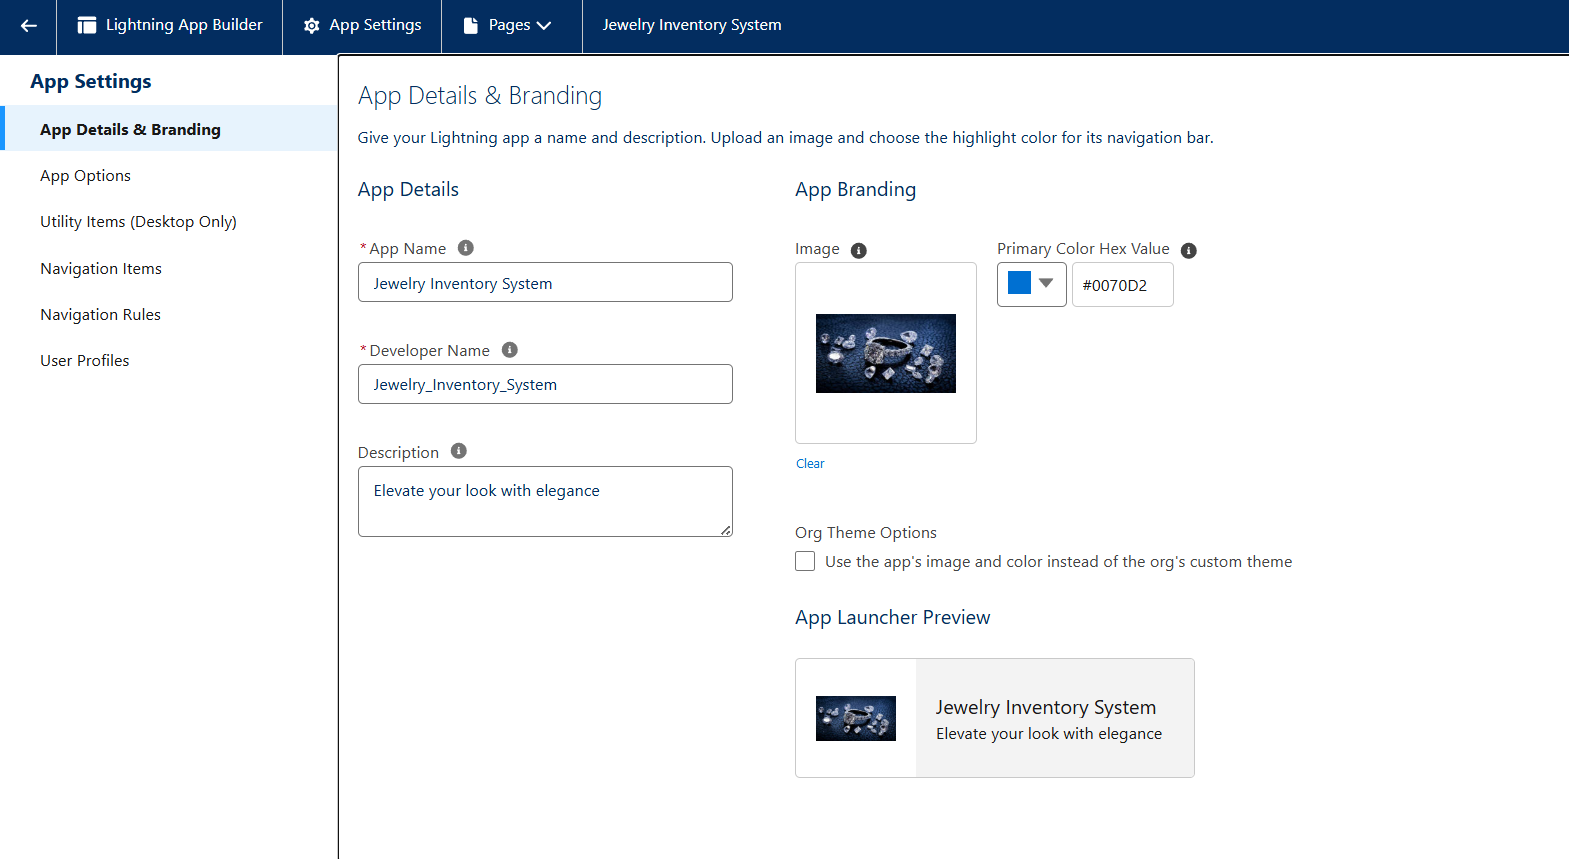 Lightning App Builder
App Settings
Pages
Jewelry Inventory System
App Settings
App Details & Branding
App Options
Utility Items (Desktop Only)
Navigation Items
Navigation Rules
User Profiles
App Details & Branding
Give your Lightning app a name and description. Upload an image and choose the highlight color for its navigation bar.
App Details
*App Name
Jewelry Inventory System
*Developer Name
Jewelry_Inventory_System
Description
Elevate your look with elegance
App Branding
Image
Clear
Primary Color Hex Value
#0070D2
Org Theme Options
Use the app's image and color instead of the org's custom theme
App Launcher Preview
Jewelry Inventory System
Elevate your look with elegance